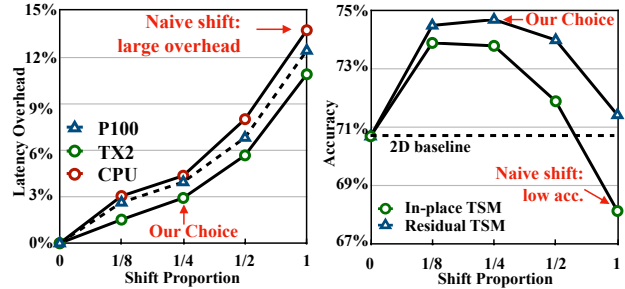 15%
12%
9%
6%
3%
0%
Latency Overhead
Naive shift:
large overhead
P100
TX2
CPU
Our Choice
0
1/8
1/4
1/2
1
Shift Proportion
75%
73%
71%
68%
67%
Accuracy
Our Choice
2D baseline
Naive shift:
low acc.
In-place TSM
Residual TSM
0
1/8
1/4
1/2
1
Shift Proportion